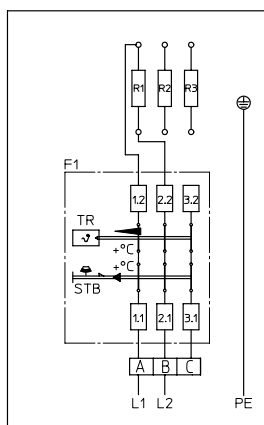 R1 R2 R3
F1
1.2 2.2 3.2
TR
ϑ
+°C
+°C
STB
1.1 2.1 3.1
A B C
L1 L2 PE